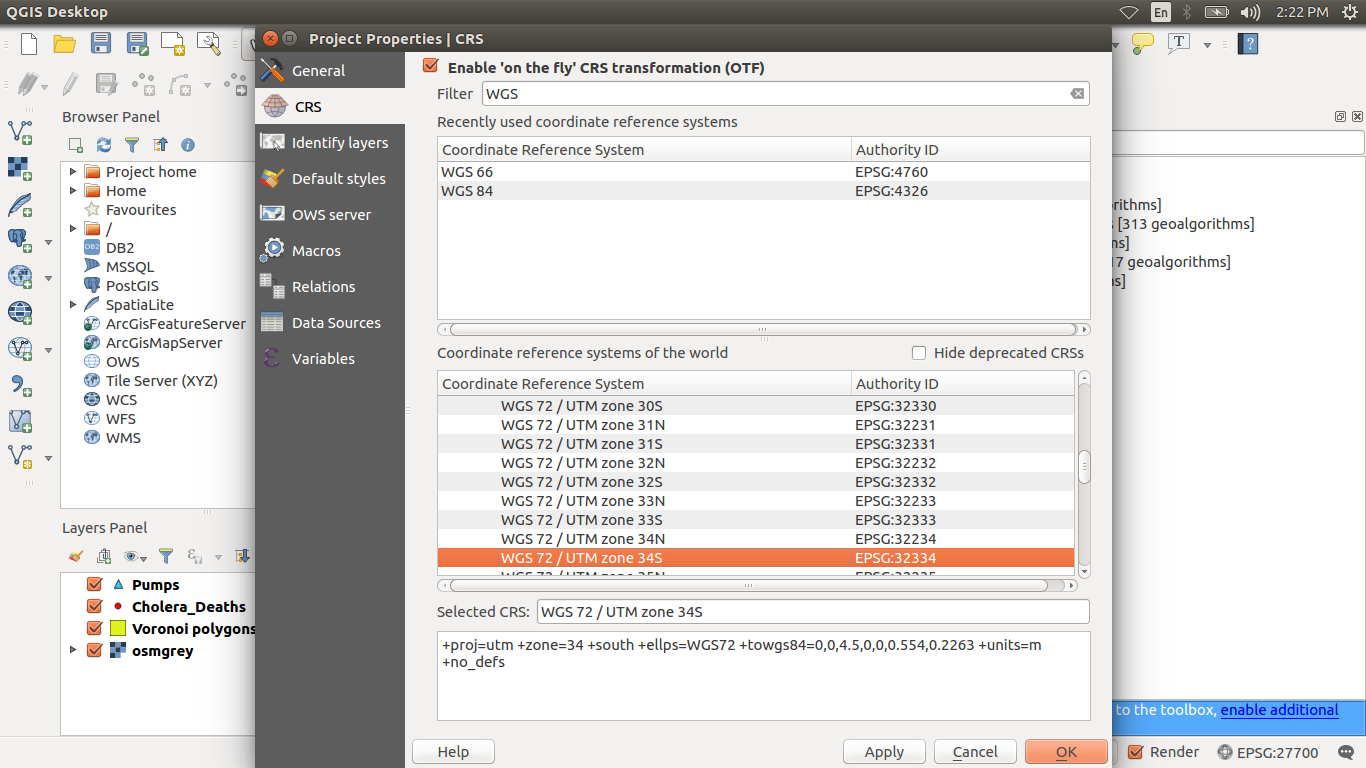 QGIS Desktop
En
2:22 PM
Project Properties | CRS
General
CRS
Identify layers
Default styles
OWS server
Macros
Relations
Data Sources
Variables
Enable 'on the fly' CRS transformation (OTF)
Filter
WGS
Recently used coordinate reference systems
Coordinate Reference System Authority ID
WGS 66 EPSG:4760
WGS 84 EPSG:4326
Coordinate reference systems of the world
Hide deprecated CRSs
Coordinate Reference System Authority ID
WGS 72 / UTM zone 30S EPSG:32330
WGS 72 / UTM zone 31N EPSG:32231
WGS 72 / UTM zone 31S EPSG:32331
WGS 72 / UTM zone 32N EPSG:32232
WGS 72 / UTM zone 32S EPSG:32332
WGS 72 / UTM zone 33N EPSG:32233
WGS 72 / UTM zone 33S EPSG:32333
WGS 72 / UTM zone 34N EPSG:32234
WGS 72 / UTM zone 34S EPSG:32334
Selected CRS: WGS 72 / UTM zone 34S
+proj=utm +zone=34 +south +ellps=WGS72 +towgs84=0,0,4.5,0,0,0.554,0.2263 +units=m
+no_defs
Help
Apply
Cancel
OK
Browser Panel
Project home
Home
Favourites
/
DB2
MSSQL
PostGIS
SpatiaLite
ArcGisFeatureServer
ArcGisMapServer
OWS
Tile Server (XYZ)
WCS
WFS
WMS
Layers Panel
Pumps
Cholera_Deaths
Voronoi polygons
osmgrey
[313 geoalgorithms]
geoalgorithms]
to the toolbox, enable additional
Render
EPSG:27700